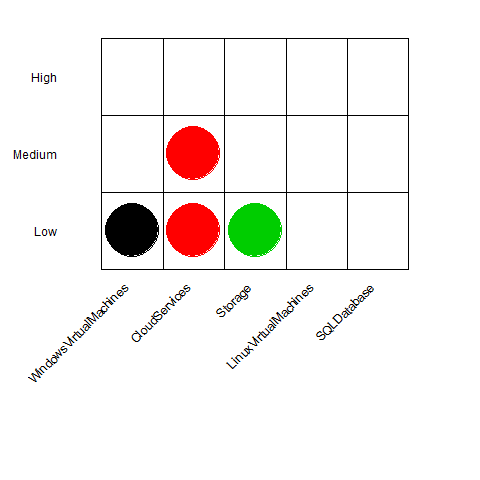 High
Medium
Low
WindowsVirtualMachines
CloudServices
Storage
LinuxVirtualMachines
SQLDatabase